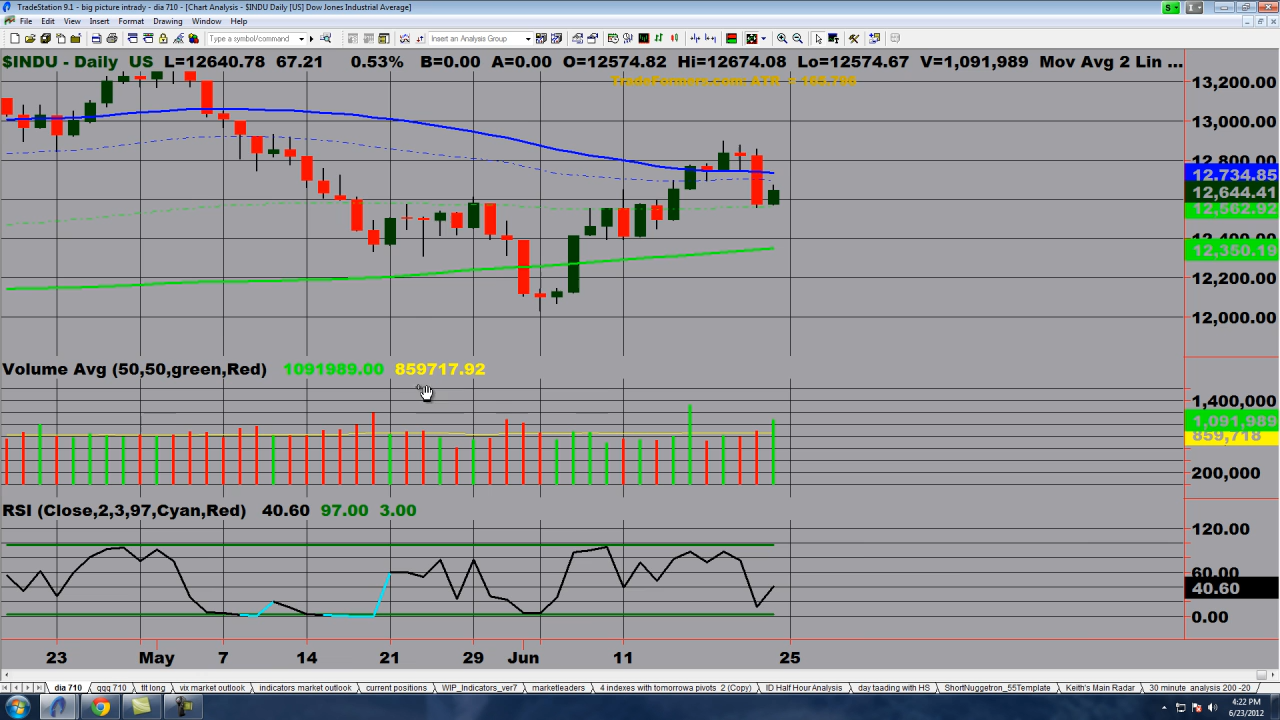 TradeStation 9.1 - big picture intrady - dia 710 - [Chart Analysis - $INDU Daily [US] Dow Jones Industrial Average]
File Edit View Insert Format Drawing Window Help
Type a symbol/command
Insert an Analysis Group
$INDU - Daily US L=12640.78 67.21 0.53% B=0.00 A=0.00 O=12574.82 Hi=12674.08 Lo=12574.67 V=1,091,989 Mov Avg 2 Lin ...
13,200.00
13,000.00
12,800.00
12,734.85
12,644.41
12,562.92
12,400.00
12,350.19
12,200.00
12,000.00
Volume Avg (50,50,green,Red) 1091989.00 859717.92
1,400,000
1,091,989
859,718
200,000
RSI (Close,2,3,97,Cyan,Red) 40.60 97.00 3.00
120.00
60.00
40.60
0.00
23 May 7 14 21 29 Jun 11 25
dia 710 qqq 710 tlt long vix market outlook indicators market outlook current positions WIP_Indicators_ver7 marketleaders 4 indexes with tomorrowa pivots 2 (Copy) ID Half Hour Analysis day taading with HS ShortNuggetron_55Template Keith's Main Radar 30 minute analysis 200 -20
4:22 PM
6/23/2012